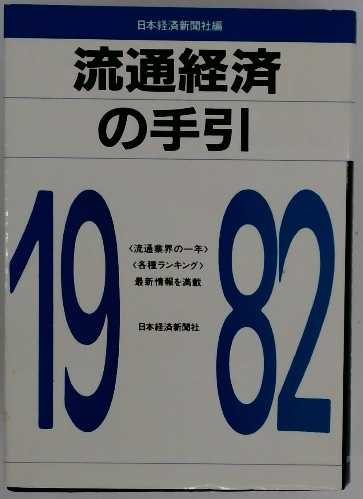 日本経済新聞社編
流通経済
の手引
1982
〈流通業界の一年〉
〈各種ランキング〉
最新情報を満載
日本経済新聞社